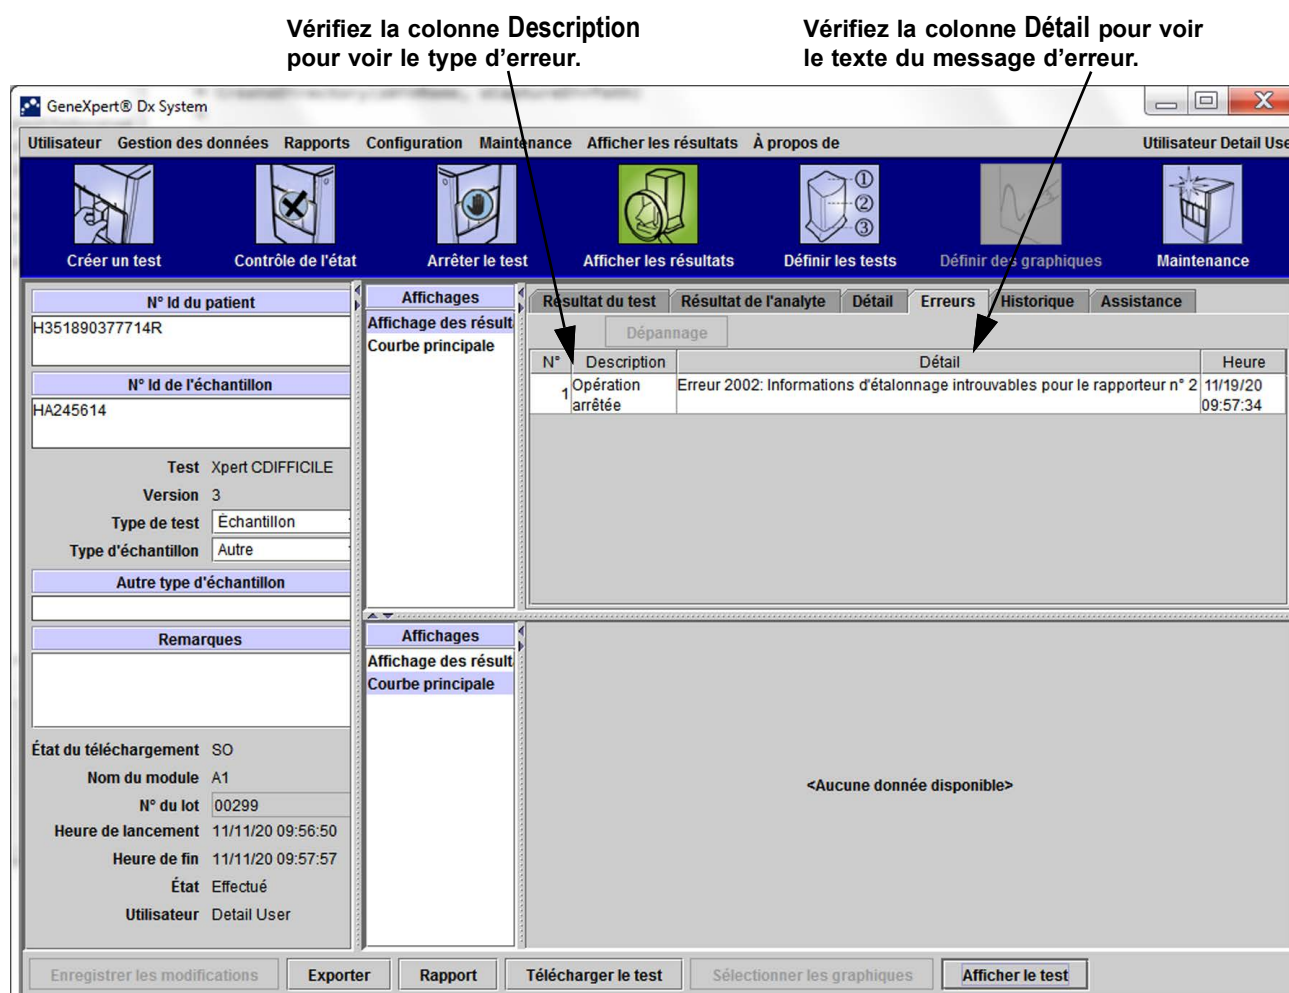 Vérifiez la colonne Description
pour voir le type d'erreur.
Vérifiez la colonne Détail pour voir
le texte du message d'erreur.
GeneXpert® Dx System
Utilisateur Gestion des données Rapports Configuration Maintenance Afficher les résultats À propos de Utilisateur Detail Use
Créer un test Contrôle de l'état Arrêter le test Afficher les résultats Définir les tests Définir des graphiques Maintenance
N° Id du patient
H351890377714R
N° Id de l'échantillon
HA245614
Test Xpert CDIFFICILE
Version 3
Type de test Échantillon
Type d'échantillon Autre
Autre type d'échantillon
Remarques
État du téléchargement SO
Nom du module A1
N° du lot 00299
Heure de lancement 11/11/20 09:56:50
Heure de fin 11/11/20 09:57:57
État Effectué
Utilisateur Detail User
Affichages
Affichage des résult
Courbe principale
Résultat du test Résultat de l'analyte Détail Erreurs Historique Assistance
Dépannage
N° Description Détail Heure
1 Opération arrêtée Erreur 2002: Informations d'étalonnage introuvables pour le rapporteur n° 2 11/19/20 09:57:34
Affichages
Affichage des résult
Courbe principale
<Aucune donnée disponible>
Enregistrer les modifications Exporter Rapport Télécharger le test Sélectionner les graphiques Afficher le test